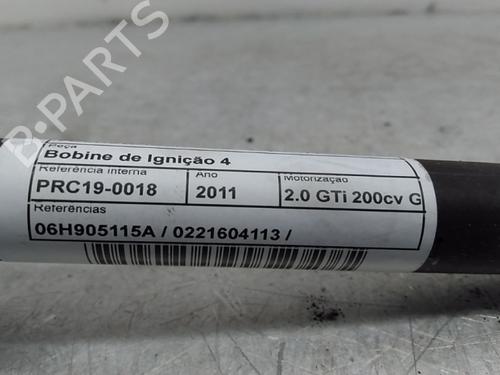 B-PARTS
Peça
Bobine de Ignição 4
Referência Interna
Ano
Motorização
PRC19-0018
2011
2.0 GTi 200cv G
Referências
06H905115A / 0221604113 /